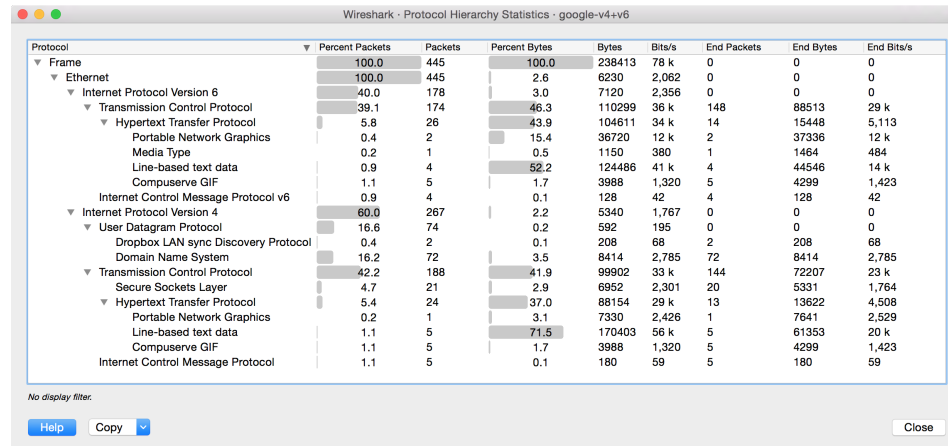 Wireshark · Protocol Hierarchy Statistics · google-v4+v6
Protocol Percent Packets Packets Percent Bytes Bytes Bits/s End Packets End Bytes End Bits/s
Frame 100.0 445 100.0 238413 78 k 0 0 0
Ethernet 100.0 445 2.6 6230 2,062 0 0 0
Internet Protocol Version 6 40.0 178 3.0 7120 2,356 0 0 0
Transmission Control Protocol 39.1 174 46.3 110299 36 k 148 88513 29 k
Hypertext Transfer Protocol 5.8 26 43.9 104611 34 k 14 15448 5,113
Portable Network Graphics 0.4 2 15.4 36720 12 k 2 37336 12 k
Media Type 0.2 1 0.5 1150 380 1 1464 484
Line-based text data 0.9 4 52.2 124486 41 k 4 44546 14 k
Compuserve GIF 1.1 5 1.7 3988 1,320 5 4299 1,423
Internet Control Message Protocol v6 0.9 4 0.1 128 42 4 128 42
Internet Protocol Version 4 60.0 267 2.2 5340 1,767 0 0 0
User Datagram Protocol 16.6 74 0.2 592 195 0 0 0
Dropbox LAN sync Discovery Protocol 0.4 2 0.1 208 68 2 208 68
Domain Name System 16.2 72 3.5 8414 2,785 72 8414 2,785
Transmission Control Protocol 42.2 188 41.9 99902 33 k 144 72207 23 k
Secure Sockets Layer 4.7 21 2.9 6952 2,301 20 5331 1,764
Hypertext Transfer Protocol 5.4 24 37.0 88154 29 k 13 13622 4,508
Portable Network Graphics 0.2 1 3.1 7330 2,426 1 7641 2,529
Line-based text data 1.1 5 71.5 170403 56 k 5 61353 20 k
Compuserve GIF 1.1 5 1.7 3988 1,320 5 4299 1,423
Internet Control Message Protocol 1.1 5 0.1 180 59 5 180 59
No display filter.
Help Copy Close